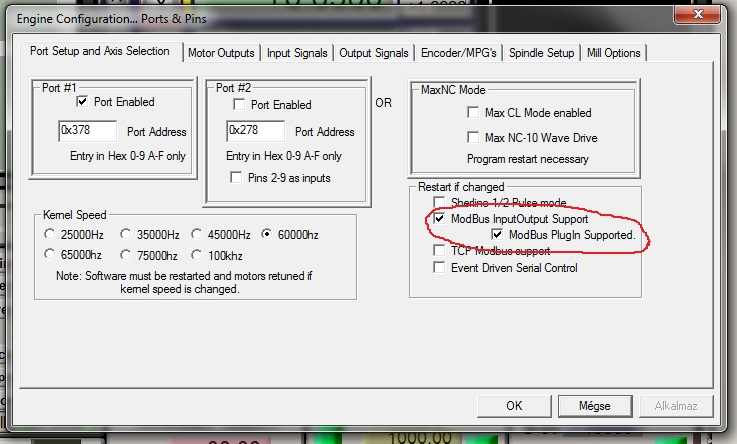 Engine Configuration... Ports & Pins
Port Setup and Axis Selection
Motor Outputs
Input Signals
Output Signals
Encoder/MPG's
Spindle Setup
Mill Options
Port #1
Port Enabled
0x378
Port Address
Entry in Hex 0-9 A-F only
Port #2
Port Enabled
0x278
Port Address
Entry in Hex 0-9 A-F only
Pins 2-9 as inputs
OR
MaxNC Mode
Max CL Mode enabled
Max NC-10 Wave Drive
Program restart necessary
Restart if changed
Sherline 1/2 Pulse mode
ModBus InputOutput Support
ModBus PlugIn Supported.
TCP Modbus support
Event Driven Serial Control
Kernel Speed
25000Hz
35000Hz
45000Hz
60000hz
65000hz
75000hz
100khz
Note: Software must be restarted and motors retuned if
kernel speed is changed.
OK
Mégse
Alkalmaz
1000.00